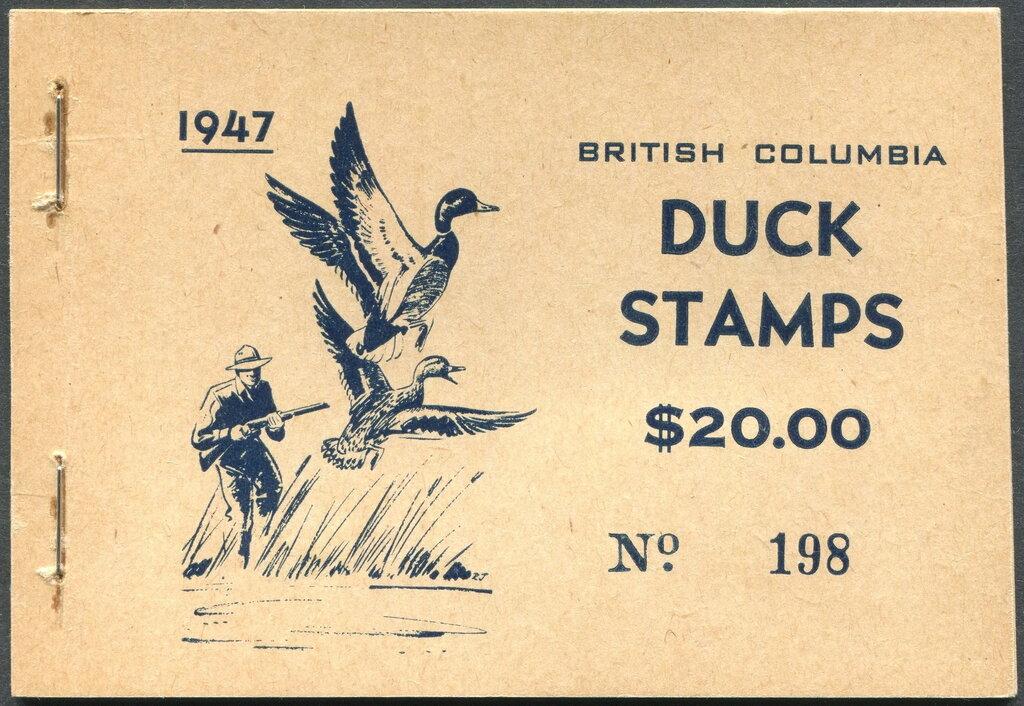 1947
BRITISH COLUMBIA
DUCK
STAMPS
$20.00
Nº 198